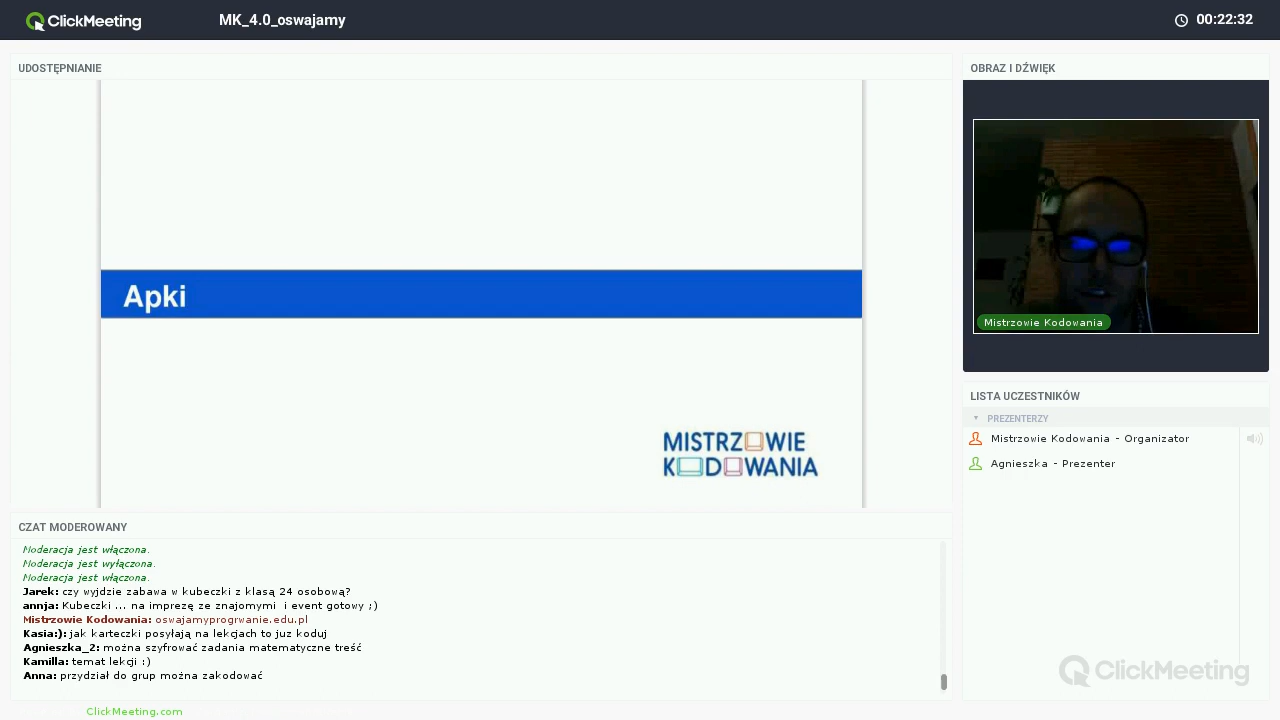 ClickMeeting
MK_4.0_oswajamy
00:22:32
UDOSTĘPNIANIE
Apki
MISTRZOWIE
KODOWANIA
OBRAZ I DŹWIĘK
Mistrzowie Kodowania
LISTA UCZESTNIKÓW
PREZENTERZY
Mistrzowie Kodowania - Organizator
Agnieszka - Prezenter
ClickMeeting
CZAT MODEROWANY
Moderacja jest włączona.
Moderacja jest wyłączona.
Moderacja jest włączona.
Jarek: czy wyjdzie zabawa w kubeczki z klasą 24 osobową?
annja: Kubeczki ... na imprezę ze znajomymi i event gotowy ;)
Mistrzowie Kodowania: oswajamyprogrwanie.edu.pl
Kasia:): jak karteczki posyłają na lekcjach to juz koduj
Agnieszka_2: można szyfrować zadania matematyczne treść
Kamilla: temat lekcji :)
Anna: przydział do grup można zakodować
ClickMeeting.com